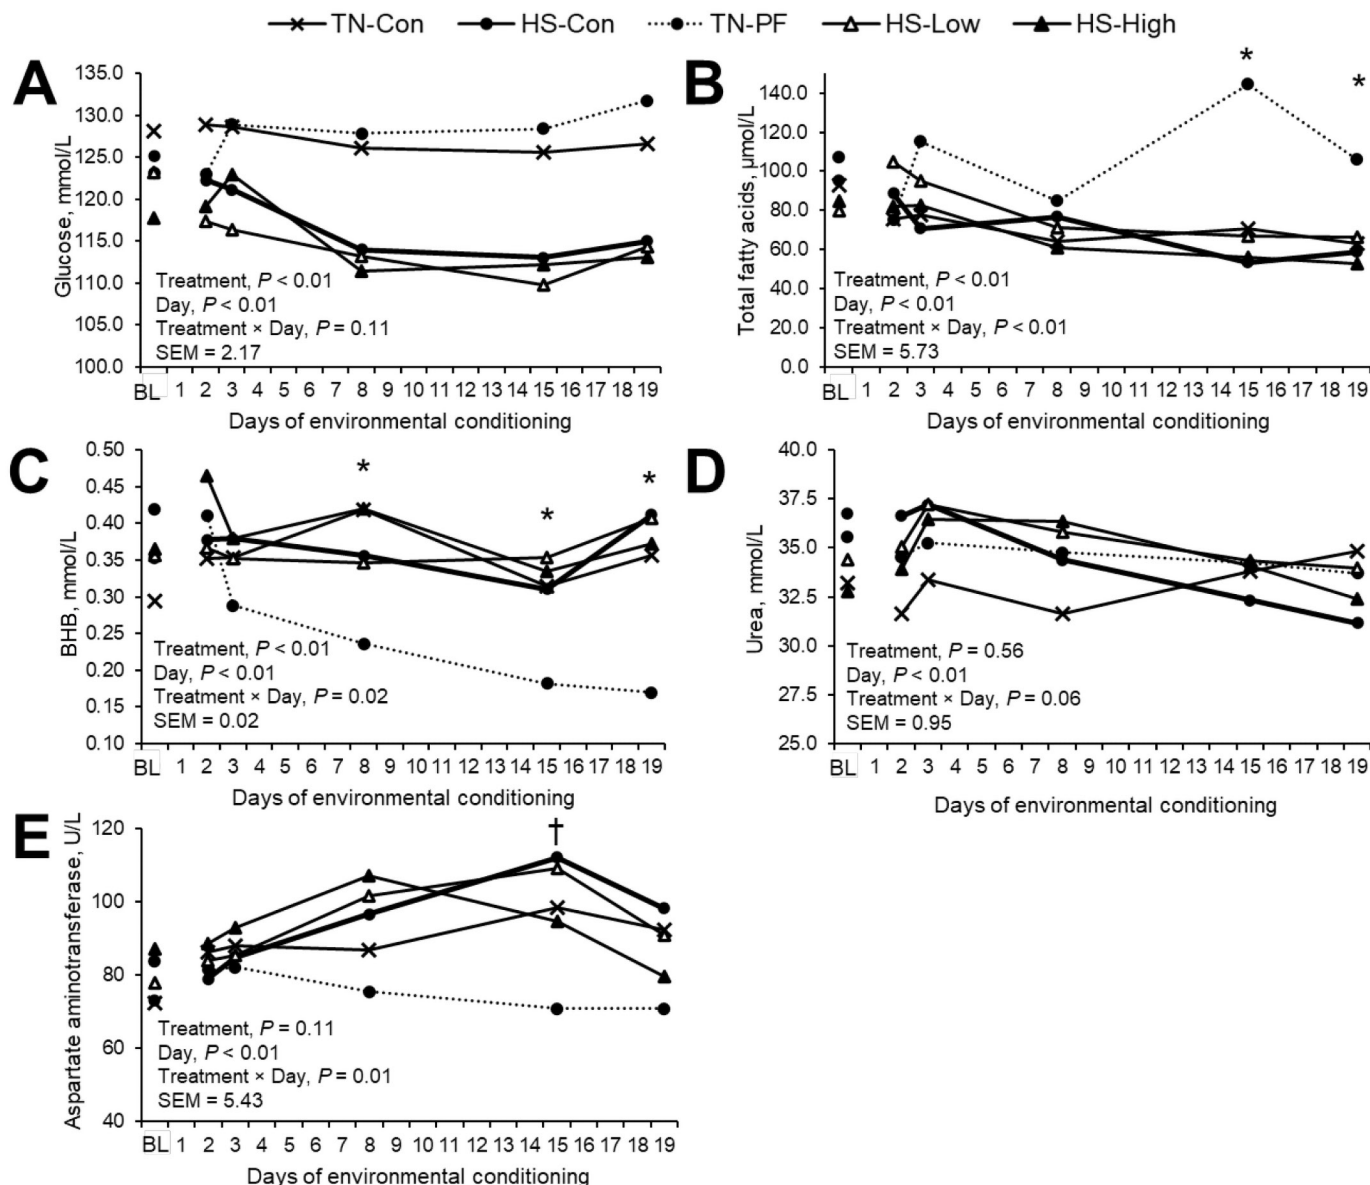 TN-Con HS-Con TN-PF HS-Low HS-High
A
Glucose, mmol/L
135.0
130.0
125.0
120.0
115.0
110.0
105.0
100.0
Treatment, P < 0.01
Day, P < 0.01
Treatment × Day, P = 0.11
SEM = 2.17
BL 1 2 3 4 5 6 7 8 9 10 11 12 13 14 15 16 17 18 19
Days of environmental conditioning
B
Total fatty acids, µmol/L
140.0
120.0
100.0
80.0
60.0
40.0
20.0
0.0
* *
Treatment, P < 0.01
Day, P < 0.01
Treatment × Day, P < 0.01
SEM = 5.73
BL 1 2 3 4 5 6 7 8 9 10 11 12 13 14 15 16 17 18 19
Days of environmental conditioning
C
BHB, mmol/L
0.50
0.45
0.40
0.35
0.30
0.25
0.20
0.15
0.10
* * *
Treatment, P < 0.01
Day, P < 0.01
Treatment × Day, P = 0.02
SEM = 0.02
BL 1 2 3 4 5 6 7 8 9 10 11 12 13 14 15 16 17 18 19
Days of environmental conditioning
D
Urea, mmol/L
40.0
37.5
35.0
32.5
30.0
27.5
25.0
Treatment, P = 0.56
Day, P < 0.01
Treatment × Day, P = 0.06
SEM = 0.95
BL 1 2 3 4 5 6 7 8 9 10 11 12 13 14 15 16 17 18 19
Days of environmental conditioning
E
Aspartate aminotransferase, U/L
120
100
80
60
40
†
Treatment, P = 0.11
Day, P < 0.01
Treatment × Day, P = 0.01
SEM = 5.43
BL 1 2 3 4 5 6 7 8 9 10 11 12 13 14 15 16 17 18 19
Days of environmental conditioning